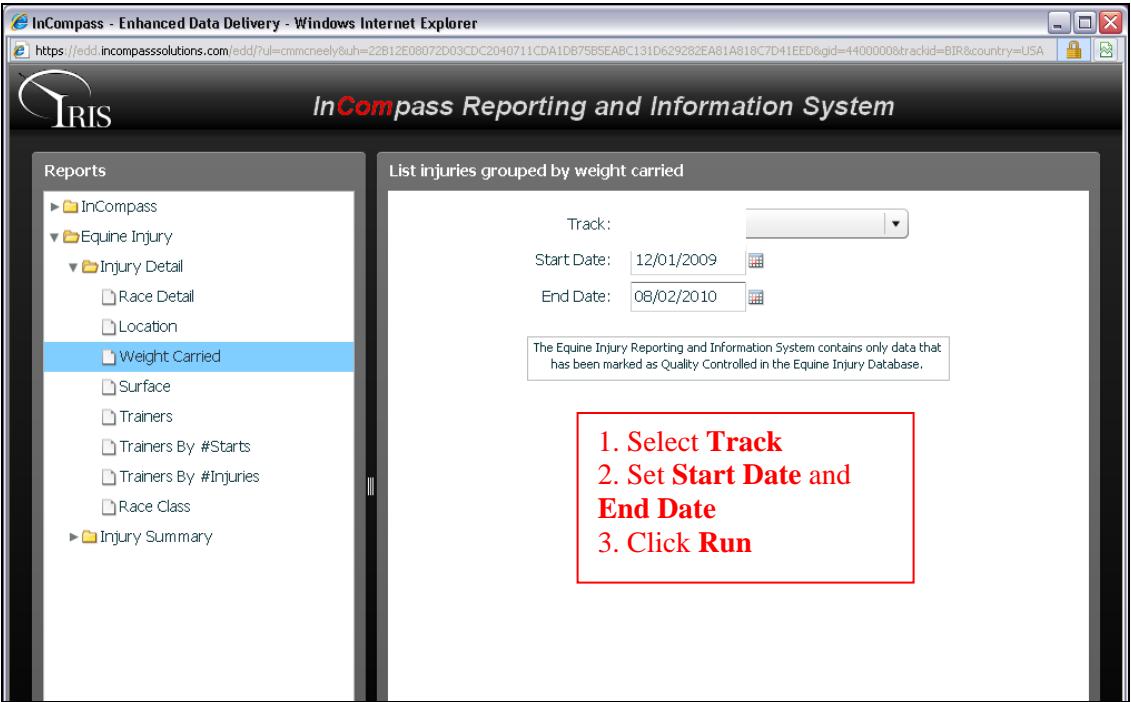 InCompass - Enhanced Data Delivery - Windows Internet Explorer
https://edd.incompasssolutions.com/edd/?ul=cmmcneely&uh=22B12E08072D03CDC2040711CDA1DB75B5EABC131D629282EA81A818C7D41EED&gid=4400000&trackid=BIR&country=USA
IRIS
InCompass Reporting and Information System
Reports
InCompass
Equine Injury
Injury Detail
Race Detail
Location
Weight Carried
Surface
Trainers
Trainers By #Starts
Trainers By #Injuries
Race Class
Injury Summary
List injuries grouped by weight carried
Track:
Start Date: 12/01/2009
End Date: 08/02/2010
The Equine Injury Reporting and Information System contains only data that
has been marked as Quality Controlled in the Equine Injury Database.
1. Select Track
2. Set Start Date and
End Date
3. Click Run